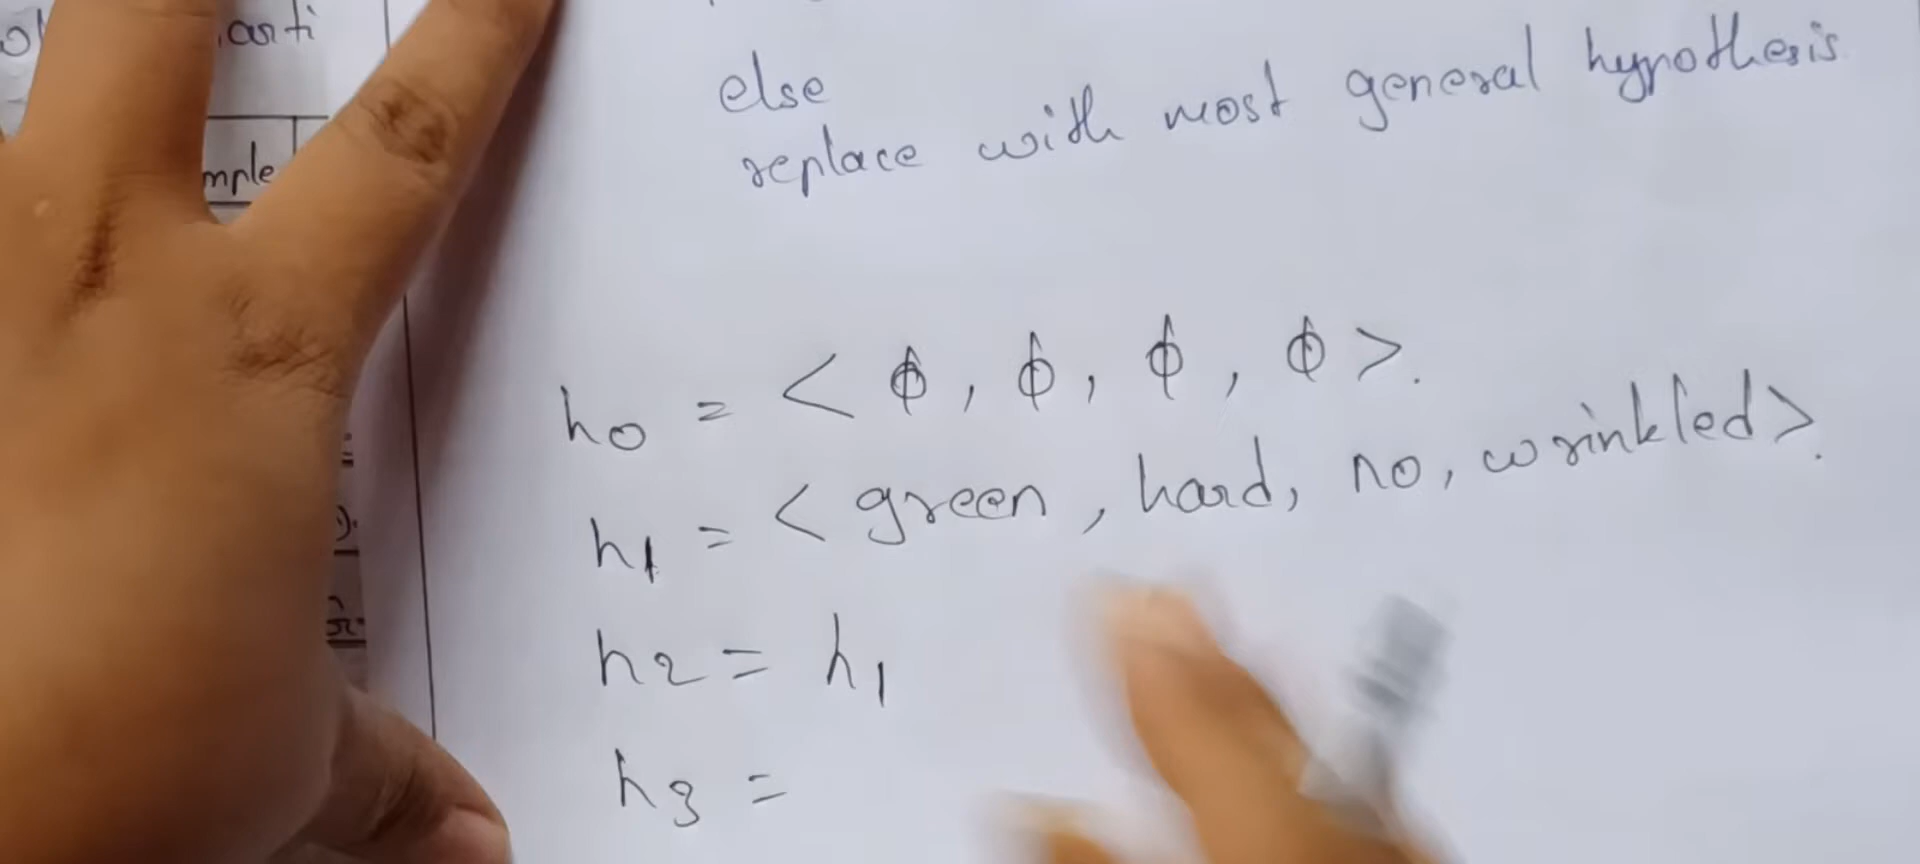 else
replace with most general hypothesis
h0 = < ϕ, ϕ, ϕ, ϕ >.
h1 = < green, hard, no, wrinkled >.
h2 = h1
h3 =